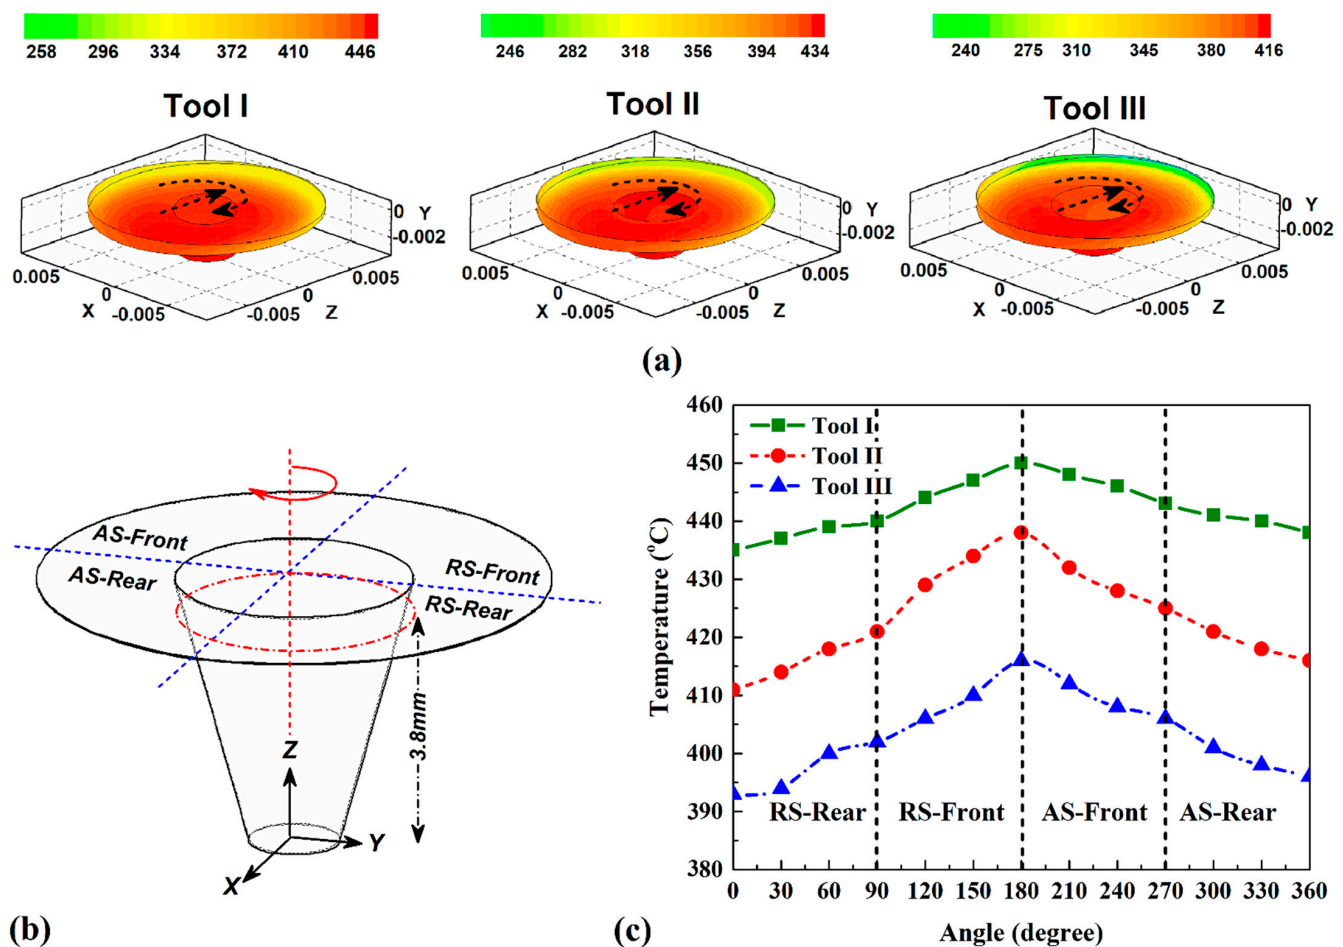 258 296 334 372 410 446
246 282 318 356 394 434
240 275 310 345 380 416
Tool I
Tool II
Tool III
0 Y
-0.002
0.005
0.005
0
0
X -0.005
-0.005 Z
0 Y
-0.002
0.005
0.005
0
0
X -0.005
-0.005 Z
0 Y
-0.002
0.005
0.005
0
0
X -0.005
-0.005 Z
(a)
AS-Front
AS-Rear
RS-Front
RS-Rear
3.8mm
Z
Y
X
(b)
460
450
440
430
420
410
400
390
380
Temperature (°C)
Tool I
Tool II
Tool III
RS-Rear RS-Front AS-Front AS-Rear
0 30 60 90 120 150 180 210 240 270 300 330 360
Angle (degree)
(c)